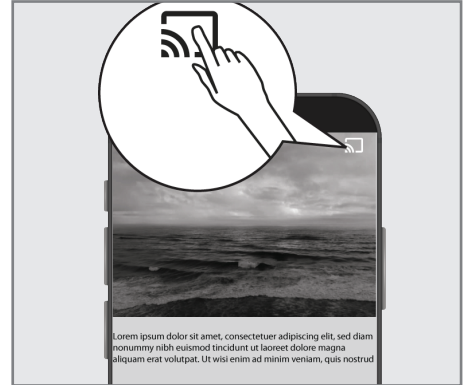 Lorem ipsum dolor sit amet, consectetuer adipiscing elit, sed diam
nonummy nibh euismod tincidunt ut laoreet dolore magna
aliquam erat volutpat. Ut wisi enim ad minim veniam, quis nostrud